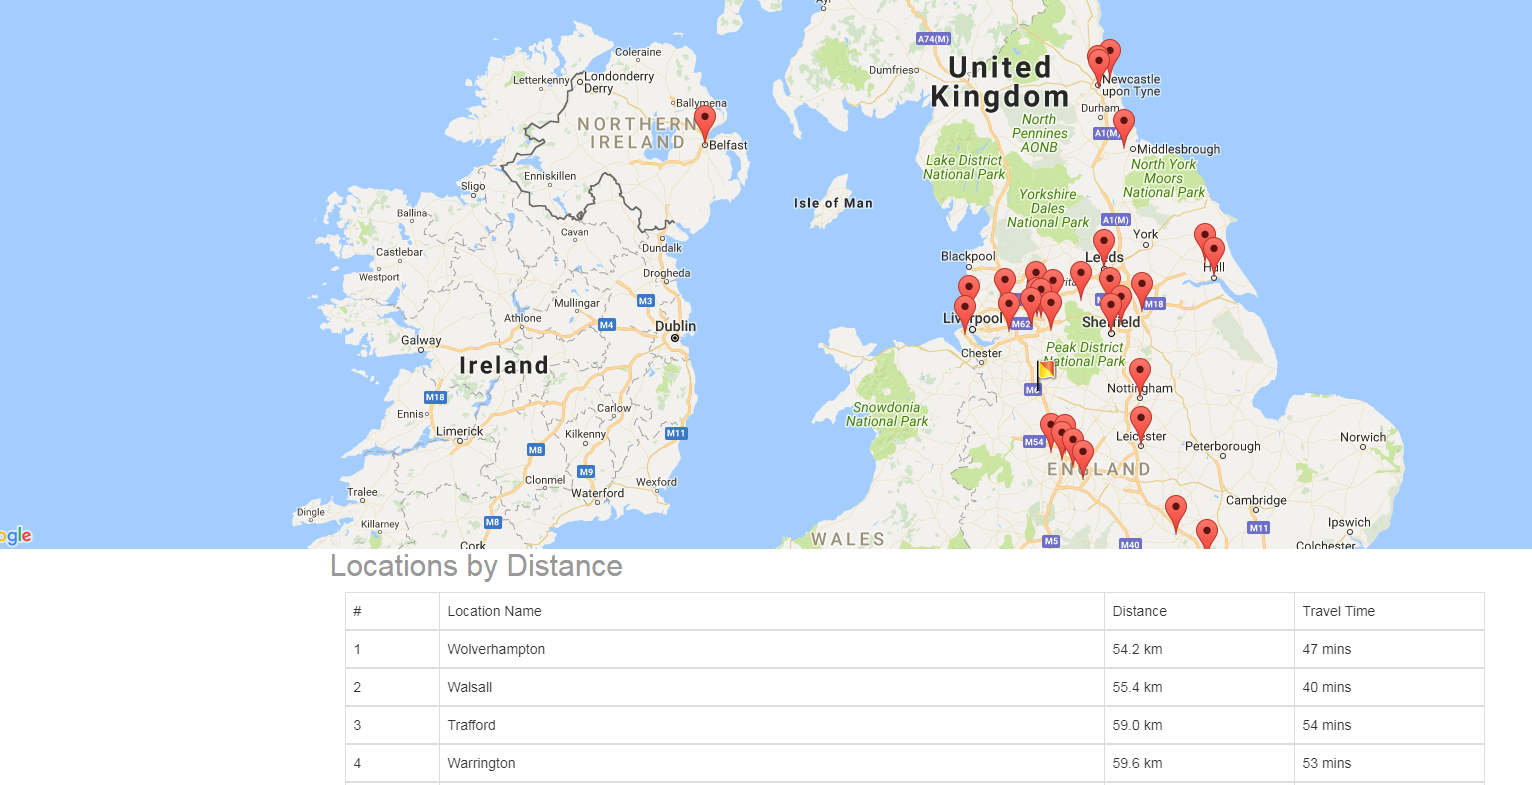 Ayr
A74(M)
Coleraine
Dumfries
United
Kingdom
Letterkenny
Londonderry
Derry
Newcastle
upon Tyne
Ballymena
Durham
NORTHERN
IRELAND
North
Pennines
AONB
A1(M)
Belfast
Middlesbrough
Lake District
National Park
North York
Moors
National Park
Enniskillen
Sligo
Yorkshire
Dales
National Park
Isle of Man
Ballina
A1(M)
Cavan
York
Dundalk
Castlebar
Blackpool
Leeds
Westport
Drogheda
Hull
Mullingar
M3
M18
Athlone
M4
Dublin
Liverpool
M62
Sheffield
Galway
Chester
Peak District
National Park
Ireland
M6
Nottingham
M18
Snowdonia
National Park
Ennis
Carlow
Limerick
Kilkenny
M11
M54
Leicester
Norwich
M8
Peterborough
ENGLAND
M9
Clonmel
Wexford
Tralee
Waterford
Cambridge
Dingle
Killarney
M8
Ipswich
M11
ogle
Cork
WALES
M5
M40
Colchester
Locations by Distance
# Location Name Distance Travel Time
1 Wolverhampton 54.2 km 47 mins
2 Walsall 55.4 km 40 mins
3 Trafford 59.0 km 54 mins
4 Warrington 59.6 km 53 mins